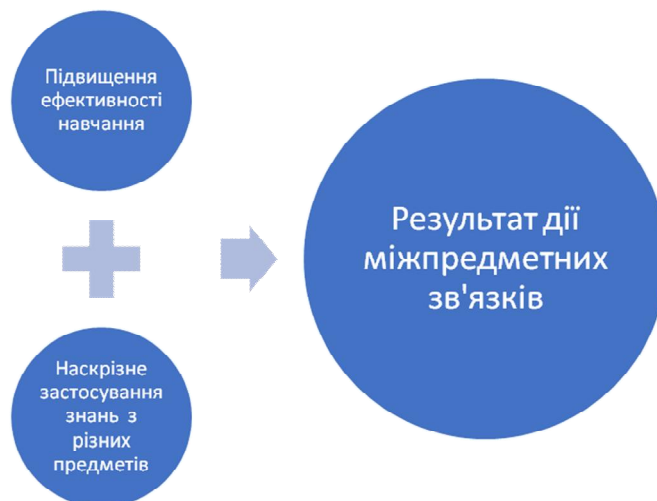 Підвищення
ефективності
навчання
Наскрізне
застосування
знань з
різних
предметів
Результат дії
міжпредметних
зв'язків